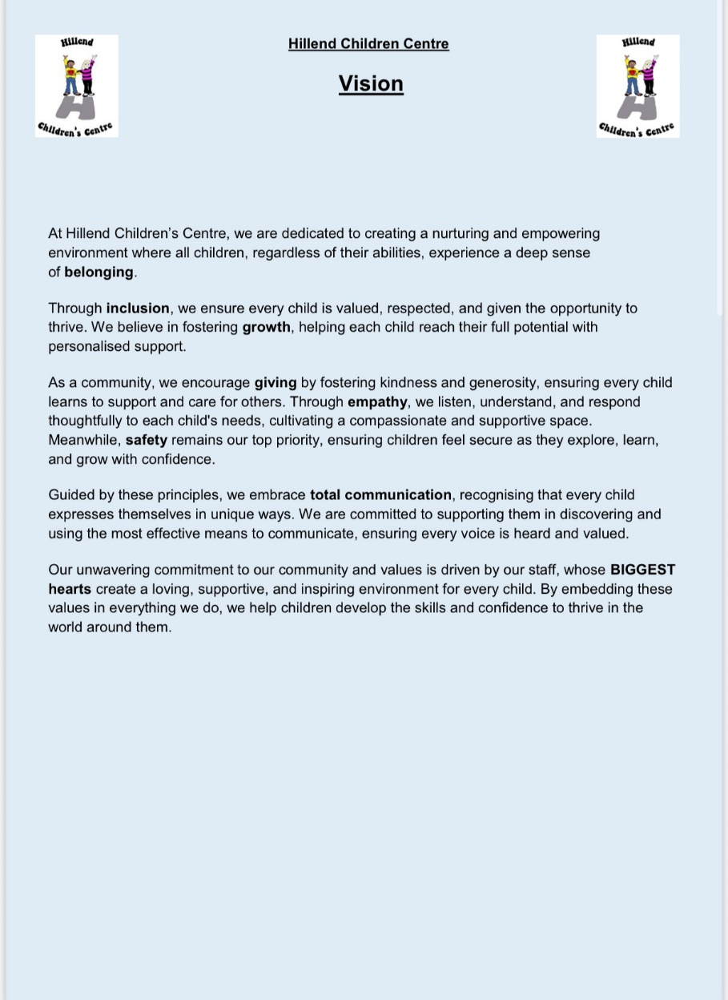 Hillend
Children's Centre
Hillend Children Centre
Vision
Hillend
Children's Centre
At Hillend Children’s Centre, we are dedicated to creating a nurturing and empowering
environment where all children, regardless of their abilities, experience a deep sense
of belonging.
Through inclusion, we ensure every child is valued, respected, and given the opportunity to
thrive. We believe in fostering growth, helping each child reach their full potential with
personalised support.
As a community, we encourage giving by fostering kindness and generosity, ensuring every child
learns to support and care for others. Through empathy, we listen, understand, and respond
thoughtfully to each child's needs, cultivating a compassionate and supportive space.
Meanwhile, safety remains our top priority, ensuring children feel secure as they explore, learn,
and grow with confidence.
Guided by these principles, we embrace total communication, recognising that every child
expresses themselves in unique ways. We are committed to supporting them in discovering and
using the most effective means to communicate, ensuring every voice is heard and valued.
Our unwavering commitment to our community and values is driven by our staff, whose BIGGEST
hearts create a loving, supportive, and inspiring environment for every child. By embedding these
values in everything we do, we help children develop the skills and confidence to thrive in the
world around them.